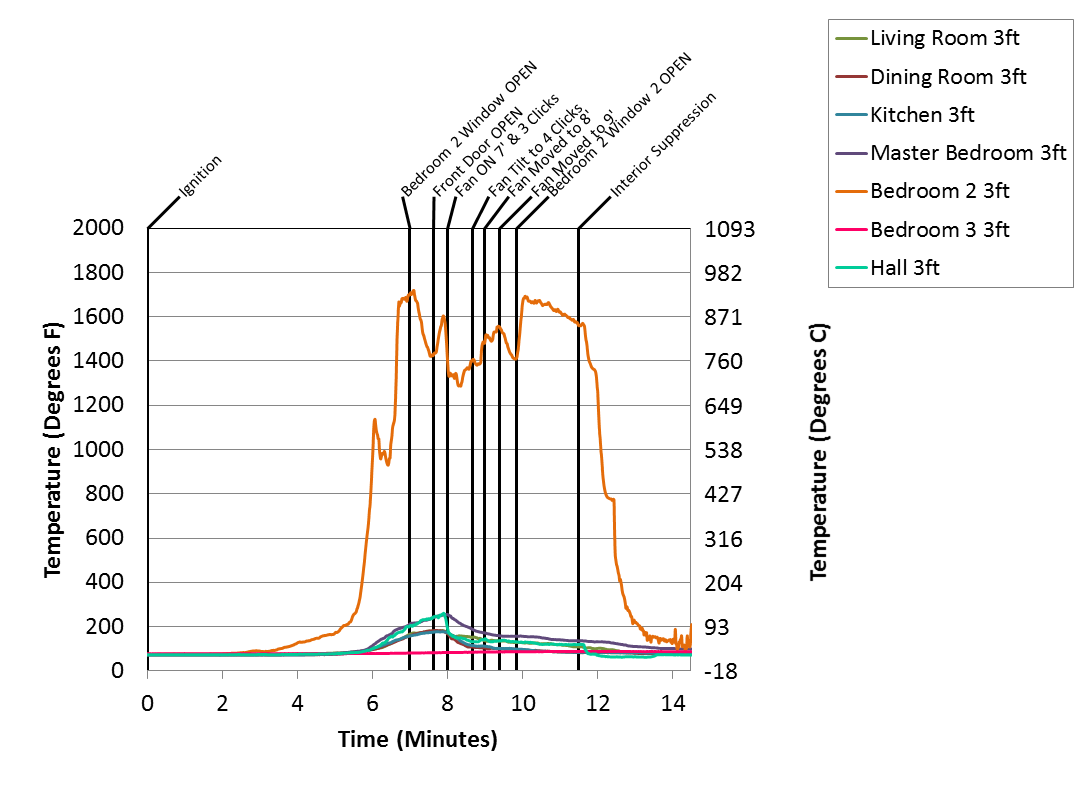 Ignition
Bedroom 2 Window OPEN
Front Door OPEN
Fan ON 7' & 3 Clicks
Fan Tilt to 4 Clicks
Fan Moved to 8'
Fan Moved to 9'
Bedroom 2 Window 2 OPEN
Interior Suppression
Living Room 3ft
Dining Room 3ft
Kitchen 3ft
Master Bedroom 3ft
Bedroom 2 3ft
Bedroom 3 3ft
Hall 3ft
Temperature (Degrees F)
2000
1800
1600
1400
1200
1000
800
600
400
200
0
1093
982
871
760
649
538
427
316
204
93
-18
Temperature (Degrees C)
0 2 4 6 8 10 12 14
Time (Minutes)